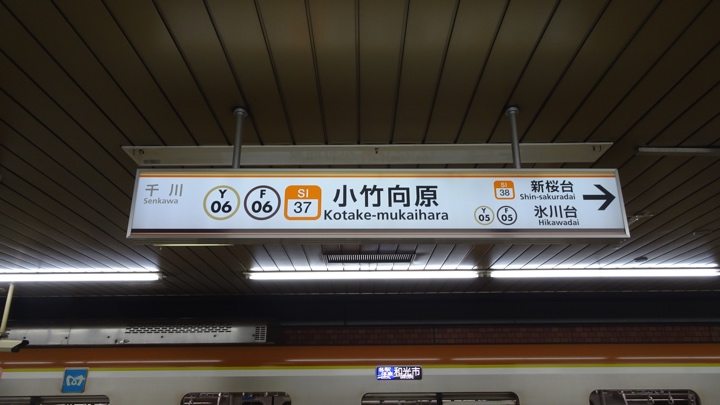 千川
Senkawa
Y 06
F 06
SI 37
小竹向原
Kotake-mukaihara
SI 38
新桜台
Shin-sakuradai
Y 05
F 05
氷川台
Hikawadai
和光市